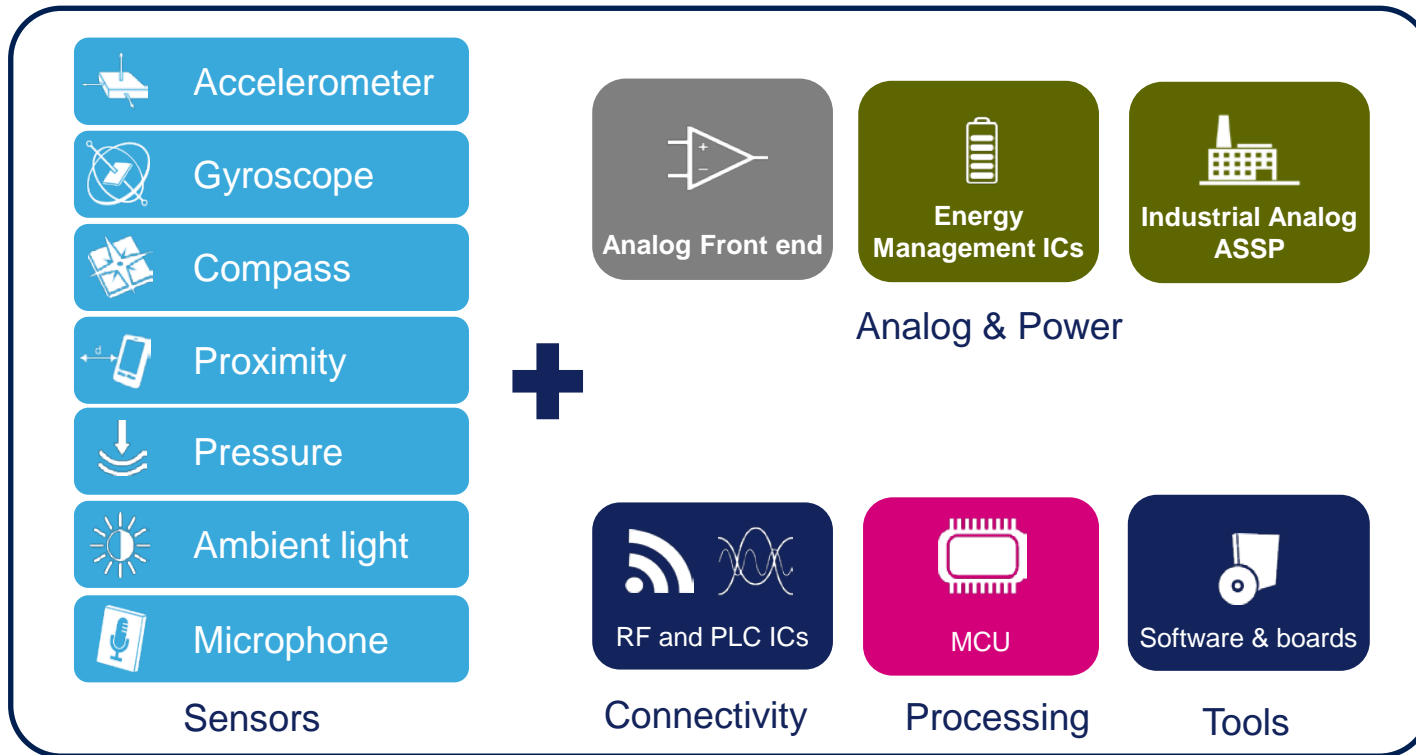 Accelerometer
Gyroscope
Compass
d
Proximity
Pressure
Ambient light
Microphone
Sensors
+
−
Analog Front end
Energy
Management ICs
Industrial Analog
ASSP
Analog & Power
RF and PLC ICs
MCU
Software & boards
Connectivity
Processing
Tools